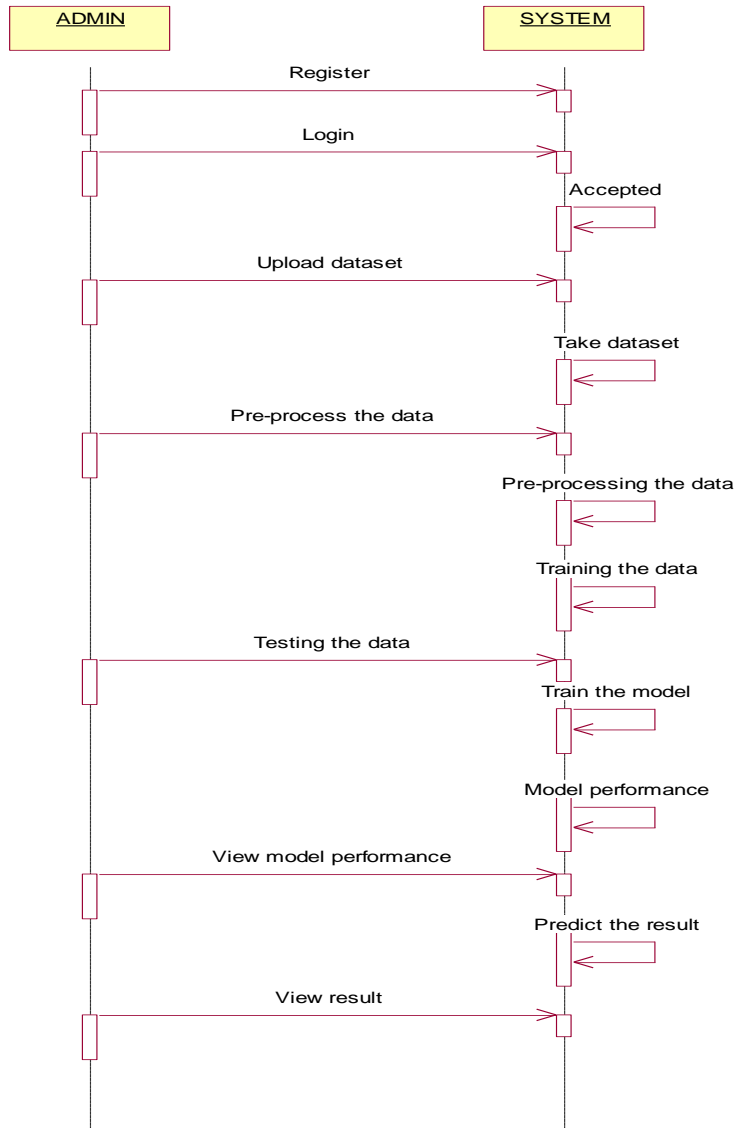 ADMIN
SYSTEM
Register
Login
Accepted
Upload dataset
Take dataset
Pre-process the data
Pre-processing the data
Training the data
Testing the data
Train the model
Model performance
View model performance
Predict the result
View result